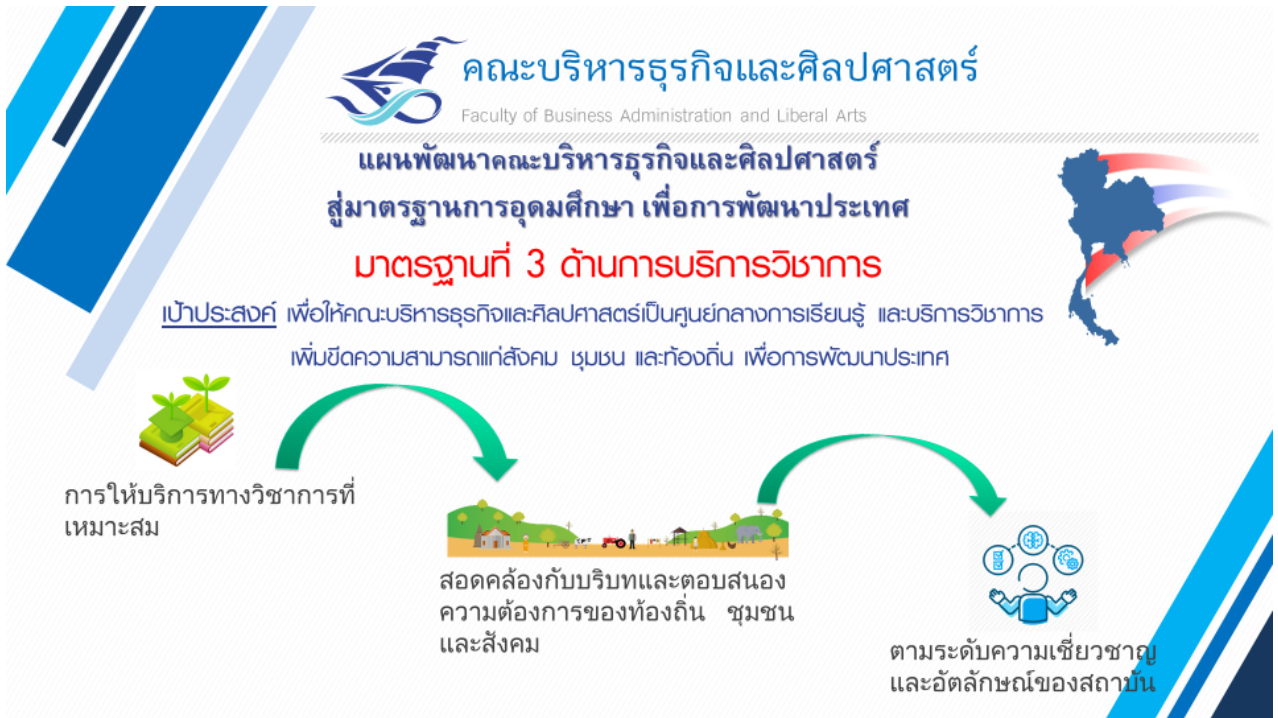 คณะบริหารธุรกิจและศิลปศาสตร์
Faculty of Business Administration and Liberal Arts
แผนพัฒนาคณะบริหารธุรกิจและศิลปศาสตร์
สู่มาตรฐานการอุดมศึกษา เพื่อการพัฒนาประเทศ
มาตรฐานที่ 3 ด้านการบริการวิชาการ
เป้าประสงค์ เพื่อให้คณะบริหารธุรกิจและศิลปศาสตร์เป็นศูนย์กลางการเรียนรู้ และบริการวิชาการ
เพิ่มขีดความสามารถแก่สังคม ชุมชน และท้องถิ่น เพื่อการพัฒนาประเทศ
การให้บริการทางวิชาการที่
เหมาะสม
สอดคล้องกับบริบทและตอบสนอง
ความต้องการของท้องถิ่น ชุมชน
และสังคม
ตามระดับความเชี่ยวชาญ
และอัตลักษณ์ของสถาบัน